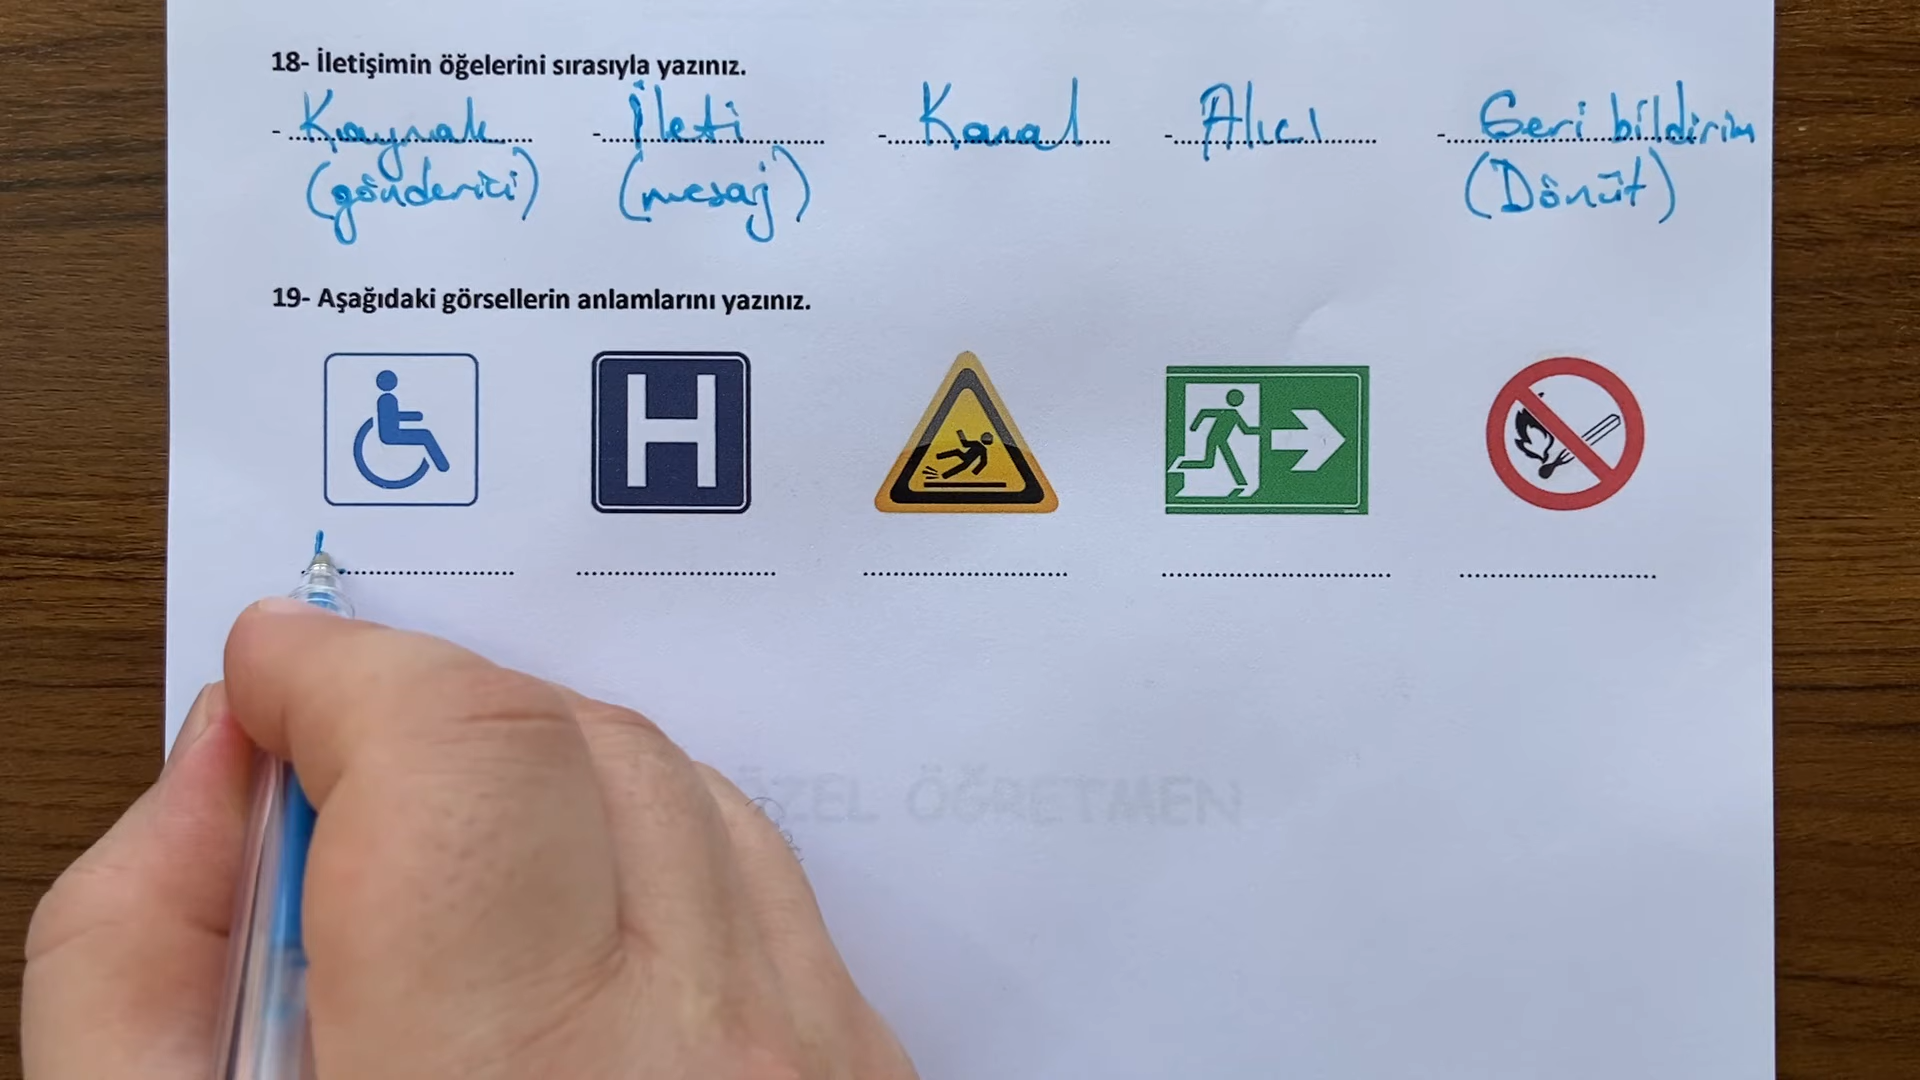 18- İletişimin öğelerini sırasıyla yazınız.
- Kaynak - İleti - Kanal - Alıcı - Geri bildirim
(gönderici) (mesaj) (Dönüt)
19- Aşağıdaki görsellerin anlamlarını yazınız.
H
ÖZEL ÖĞRETMEN